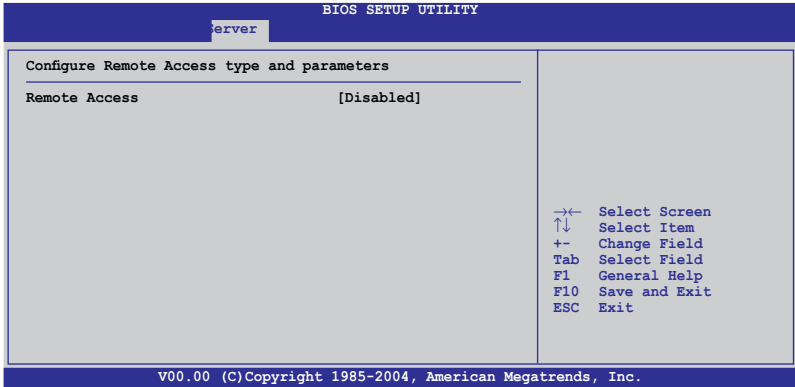 BIOS SETUP UTILITY
Server
Configure Remote Access type and parameters
Remote Access [Disabled]
→← Select Screen
↑↓ Select Item
+- Change Field
Tab Select Field
F1 General Help
F10 Save and Exit
ESC Exit
V00.00 (C)Copyright 1985-2004, American Megatrends, Inc.